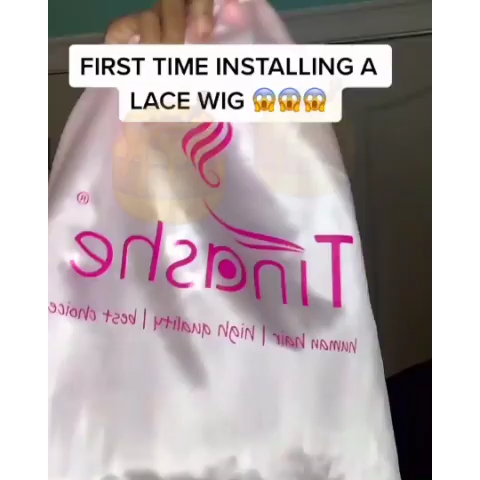 FIRST TIME INSTALLING A
LACE WIG 😱😱😱
®
Tinashe
human hair | high quality | best choice